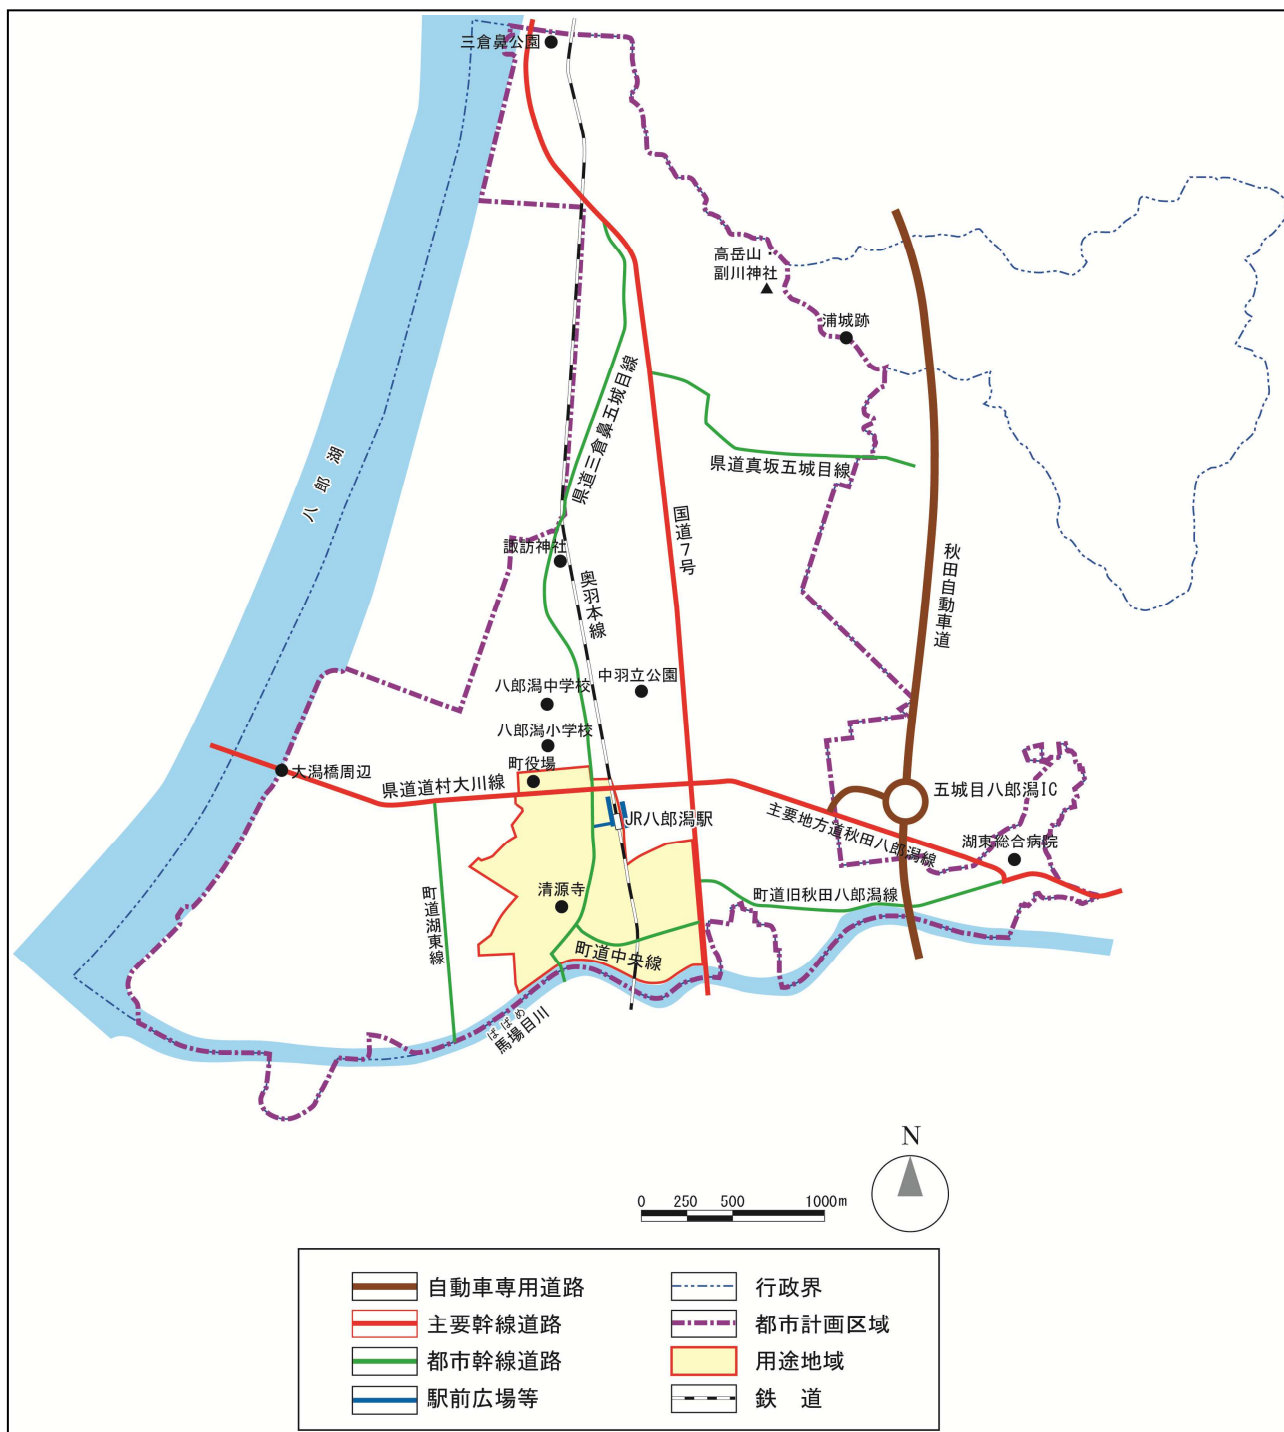 三倉鼻公園
高岳山・
副川神社
浦城跡
県道三倉鼻五城目線
県道真坂五城目線
八郎湖
国道7号
諏訪神社
秋田自動車道
奥羽本線
中羽立公園
八郎潟中学校
八郎潟小学校
町役場
大潟橋周辺
県道道村大川線
五城目八郎潟IC
JR八郎潟駅
主要地方道秋田八郎潟線
湖東総合病院
清源寺
町道湖東線
町道旧秋田八郎潟線
町道中央線
ばばめ
馬場目川
N
0 250 500 1000m
自動車専用道路
主要幹線道路
都市幹線道路
駅前広場等
行政界
都市計画区域
用途地域
鉄 道